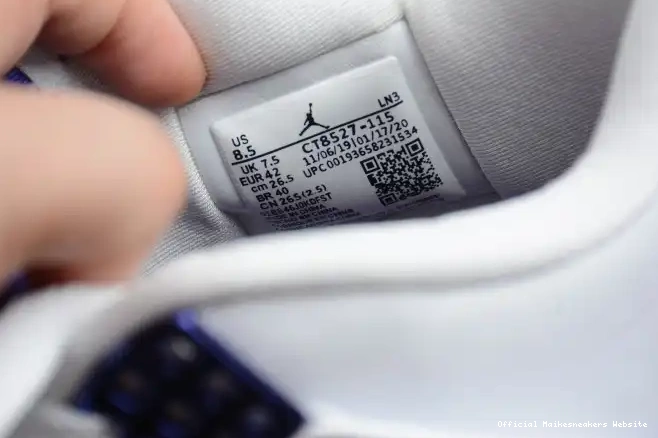 US
8.5
LN3
UK 7.5
EUR 42
cm 26.5
BR 40
CN 265(2.5)
CT8527-115
11/06/19|01/17/20
UPC00193658231534
Official Maikesneakers Website